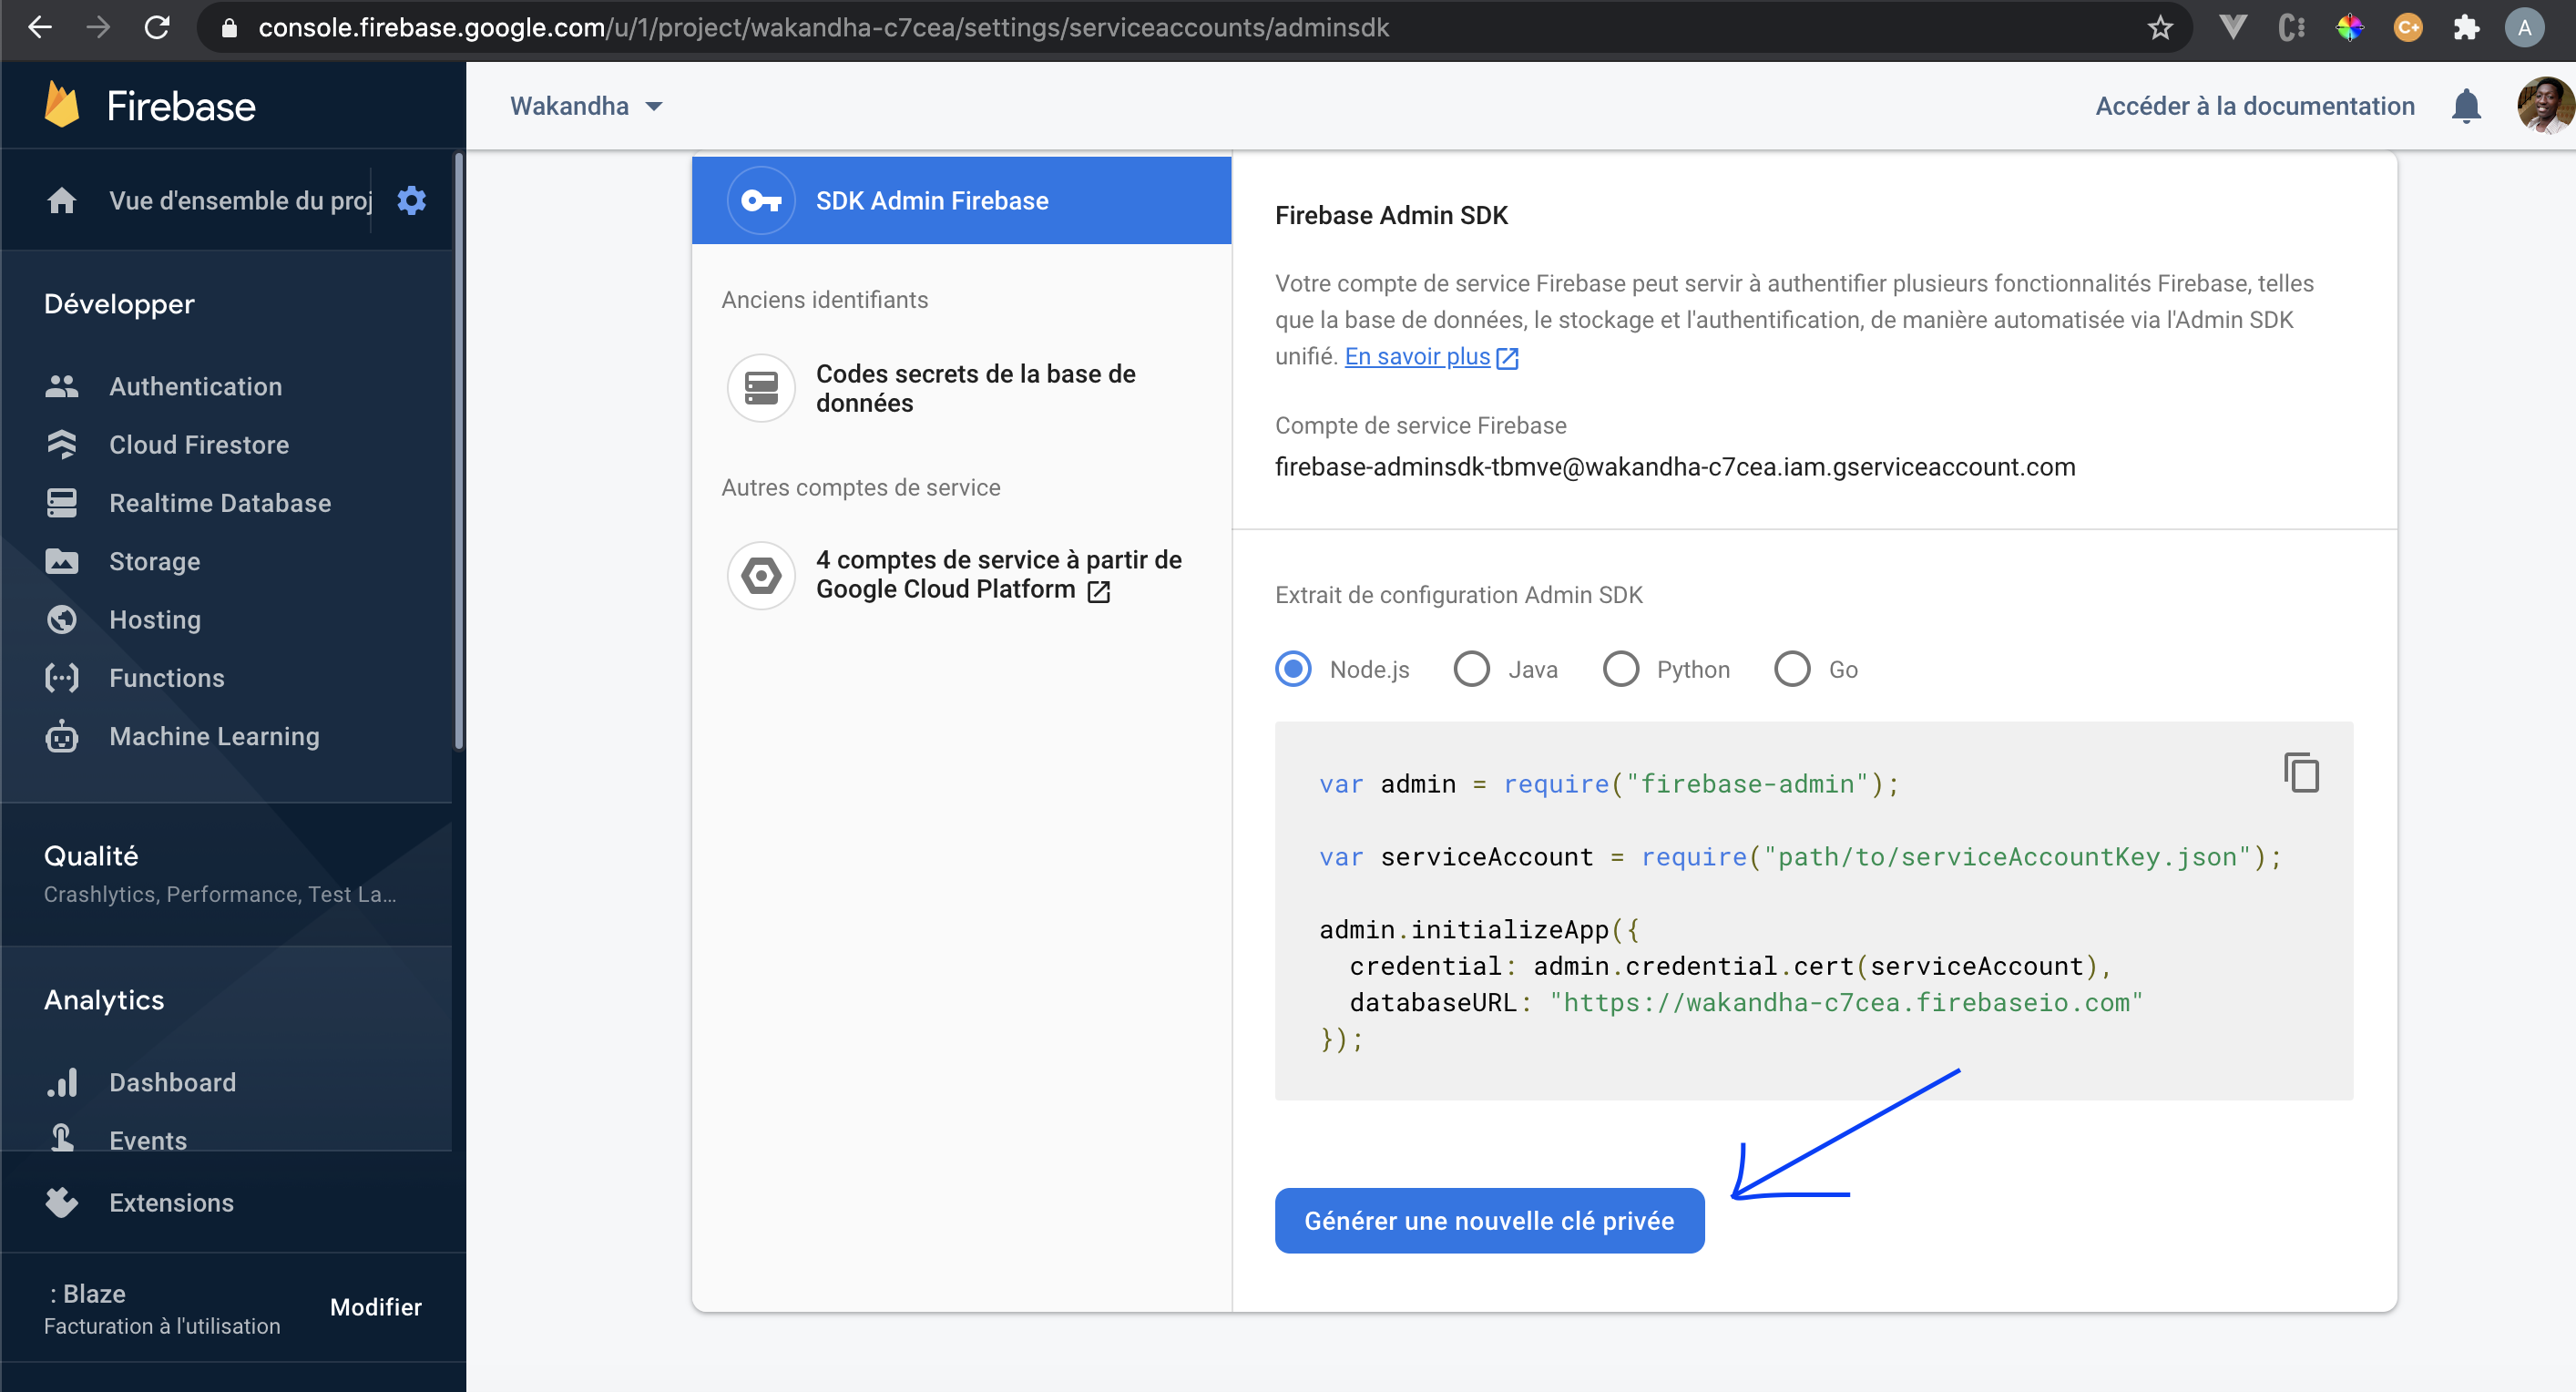 console.firebase.google.com/u/1/project/wakandha-c7cea/settings/serviceaccounts/adminsdk
C+
A
Firebase
Wakandha
Accéder à la documentation
Vue d'ensemble du proj
Développer
Authentication
Cloud Firestore
Realtime Database
Storage
Hosting
Functions
Machine Learning
Qualité
Crashlytics, Performance, Test La...
Analytics
Dashboard
Events
Extensions
: Blaze
Facturation à l'utilisation
Modifier
SDK Admin Firebase
Anciens identifiants
Codes secrets de la base de
données
Autres comptes de service
4 comptes de service à partir de
Google Cloud Platform
Firebase Admin SDK
Votre compte de service Firebase peut servir à authentifier plusieurs fonctionnalités Firebase, telles
que la base de données, le stockage et l'authentification, de manière automatisée via l'Admin SDK
unifié. En savoir plus
Compte de service Firebase
firebase-adminsdk-tbmve@wakandha-c7cea.iam.gserviceaccount.com
Extrait de configuration Admin SDK
Node.js Java Python Go
var admin = require("firebase-admin");
var serviceAccount = require("path/to/serviceAccountKey.json");
admin.initializeApp({
  credential: admin.credential.cert(serviceAccount),
  databaseURL: "https://wakandha-c7cea.firebaseio.com"
});
Générer une nouvelle clé privée